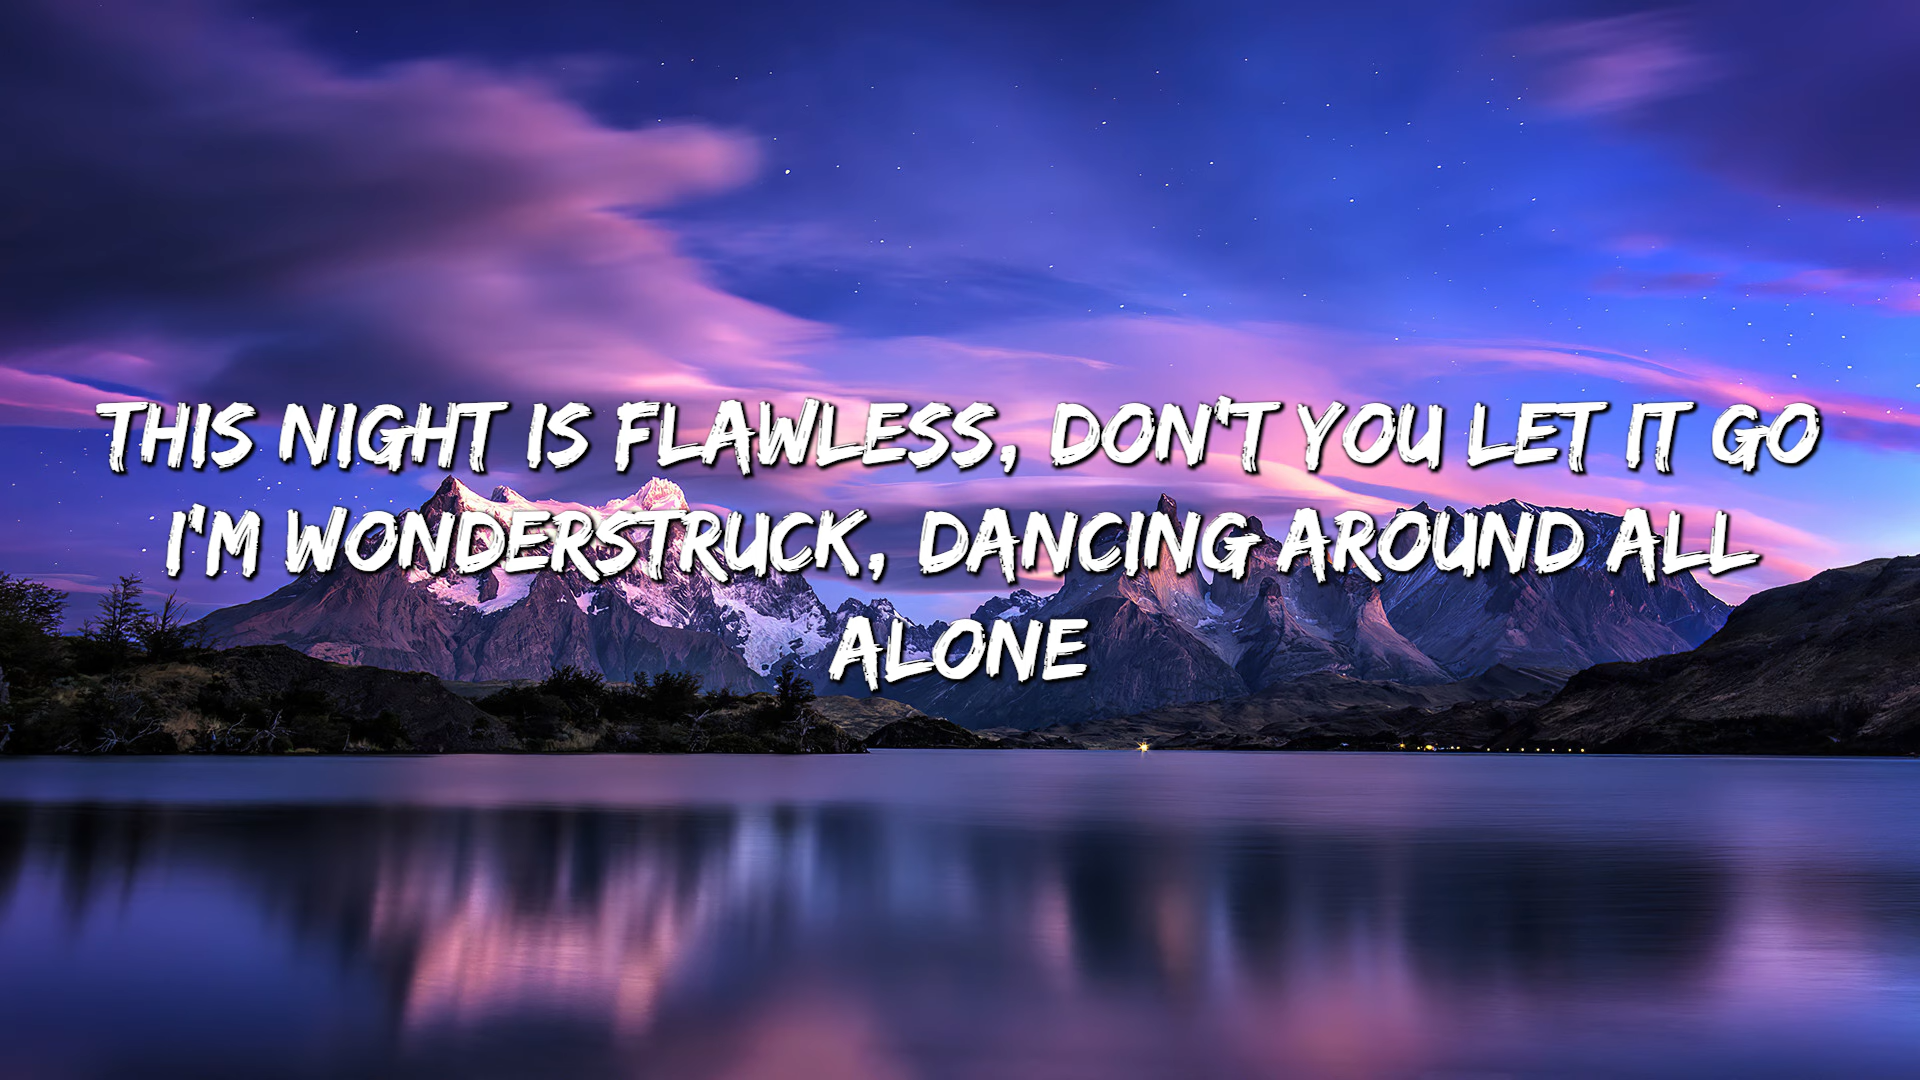 THIS NIGHT IS FLAWLESS, DON'T YOU LET IT GO
I'M WONDERSTRUCK, DANCING AROUND ALL
ALONE